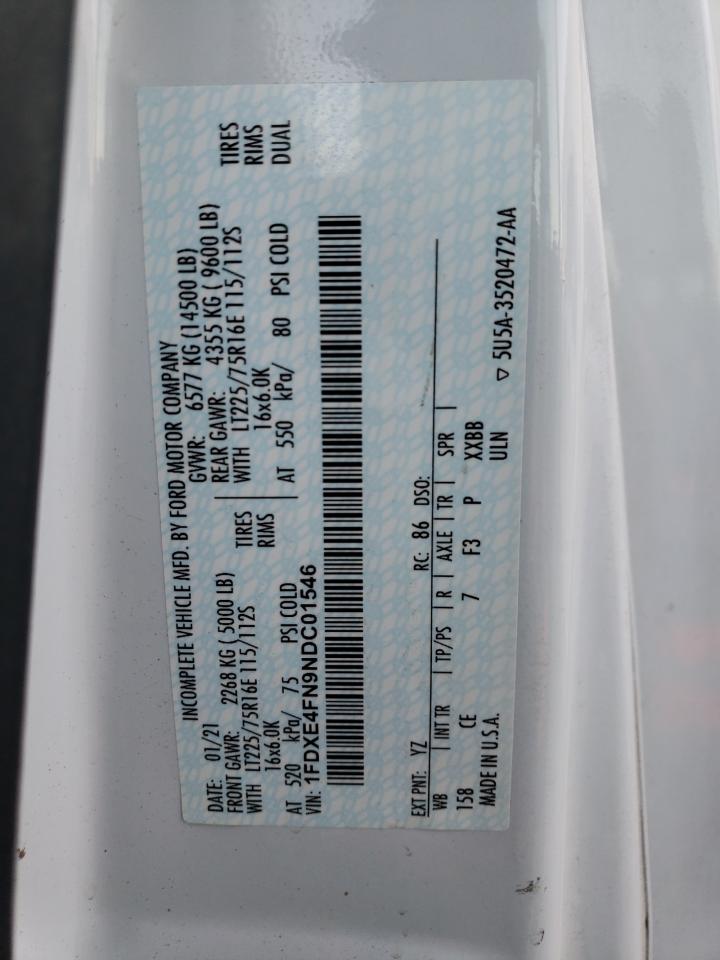 INCOMPLETE VEHICLE MFD. BY FORD MOTOR COMPANY
DATE: 01/21 GVWR: 6577 KG (14500 LB)
FRONT GAWR: 2268 KG (5000 LB) REAR GAWR: 4355 KG ( 9600 LB)
WITH LT225/75R16E 115/112S TIRES WITH LT225/75R16E 115/112S TIRES
16x6.0K RIMS 16x6.0K RIMS
AT 520 kPa/ 75 PSI COLD AT 550 kPa/ 80 PSI COLD DUAL
VIN: 1FDXE4FN9NDC01546
EXT PNT: YZ RC: 86 DSO:
WB | INT TR | TP/PS | R | AXLE | TR | SPR |
158 CE 7 F3 P XXBB
MADE IN U.S.A. ULN
▽ 5U5A-3520472-AA